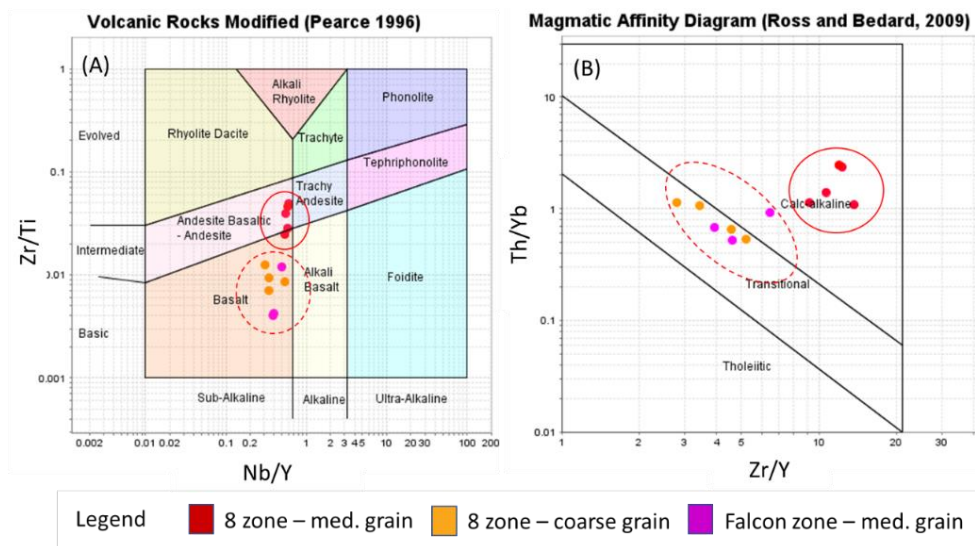 Volcanic Rocks Modified (Pearce 1996)
(A)
Zr/Ti
1
0.1
0.01
0.001
Evolved
Intermediate
Basic
Alkali
Rhyolite
Phonolite
Rhyolite Dacite
Trachyte
Tephriphonolite
Trachy
Andesite
Andesite Basaltic
- Andesite
Alkali
Basalt
Foidite
Basalt
Sub-Alkaline
Alkaline
Ultra-Alkaline
0.002 0.01 0.02 0.1 0.2 1 2 3 4 5 10 20 30 100 200
Nb/Y
Magmatic Affinity Diagram (Ross and Bedard, 2009)
(B)
Th/Yb
10
1
0.1
0.01
Calc-alkaline
Transitional
Tholeiitic
1 2 3 4 5 10 20 30
Zr/Y
Legend 8 zone – med. grain 8 zone – coarse grain Falcon zone – med. grain